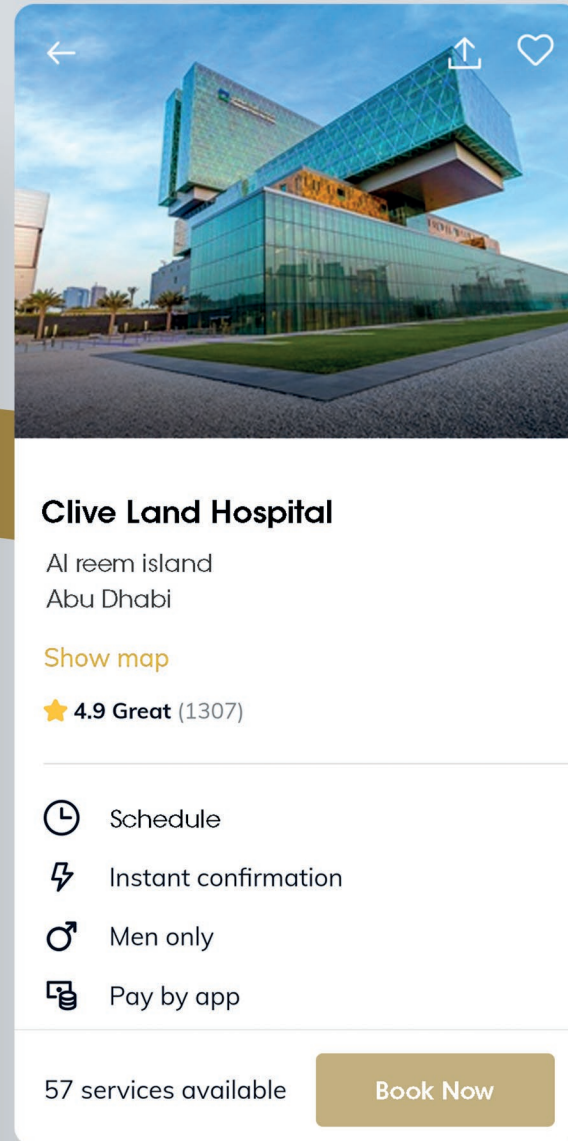 Clive Land Hospital
Al reem island
Abu Dhabi
Show map
4.9 Great (1307)
Schedule
Instant confirmation
Men only
Pay by app
57 services available
Book Now